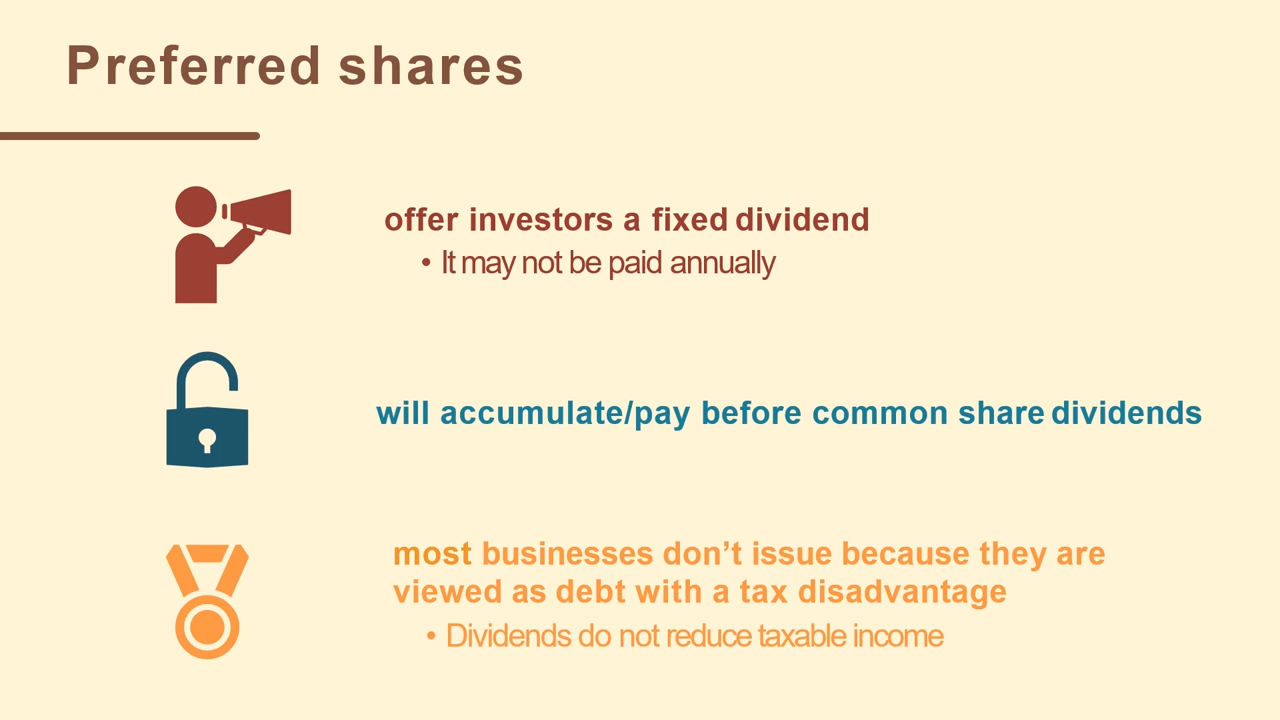 Preferred shares
offer investors a fixed dividend
• It may not be paid annually
will accumulate/pay before common share dividends
most businesses don’t issue because they are
viewed as debt with a tax disadvantage
• Dividends do not reduce taxable income